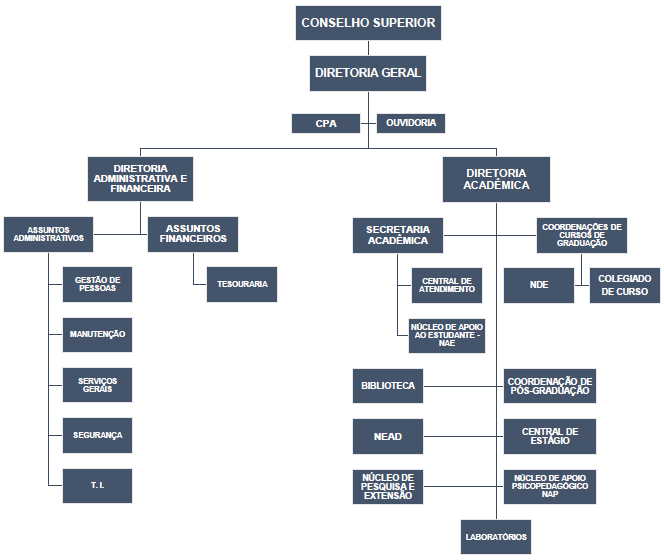 CONSELHO SUPERIOR
DIRETORIA GERAL
CPA
OUVIDORIA
DIRETORIA
ADMINISTRATIVA E
FINANCEIRA
DIRETORIA
ACADÊMICA
ASSUNTOS
ADMINISTRATIVOS
ASSUNTOS
FINANCEIROS
SECRETARIA
ACADÊMICA
COORDENAÇÕES DE
CURSOS DE
GRADUAÇÃO
GESTÃO DE
PESSOAS
TESOURARIA
CENTRAL DE
ATENDIMENTO
NDE
COLEGIADO
DE CURSO
MANUTENÇÃO
NÚCLEO DE APOIO
AO ESTUDANTE -
NAE
SERVIÇOS
GERAIS
BIBLIOTECA
COORDENAÇÃO DE
PÓS-GRADUAÇÃO
SEGURANÇA
NEAD
CENTRAL DE
ESTÁGIO
T. I.
NÚCLEO DE
PESQUISA E
EXTENSÃO
NÚCLEO DE APOIO
PSICOPEDAGÓGICO
NAP
LABORATÓRIOS